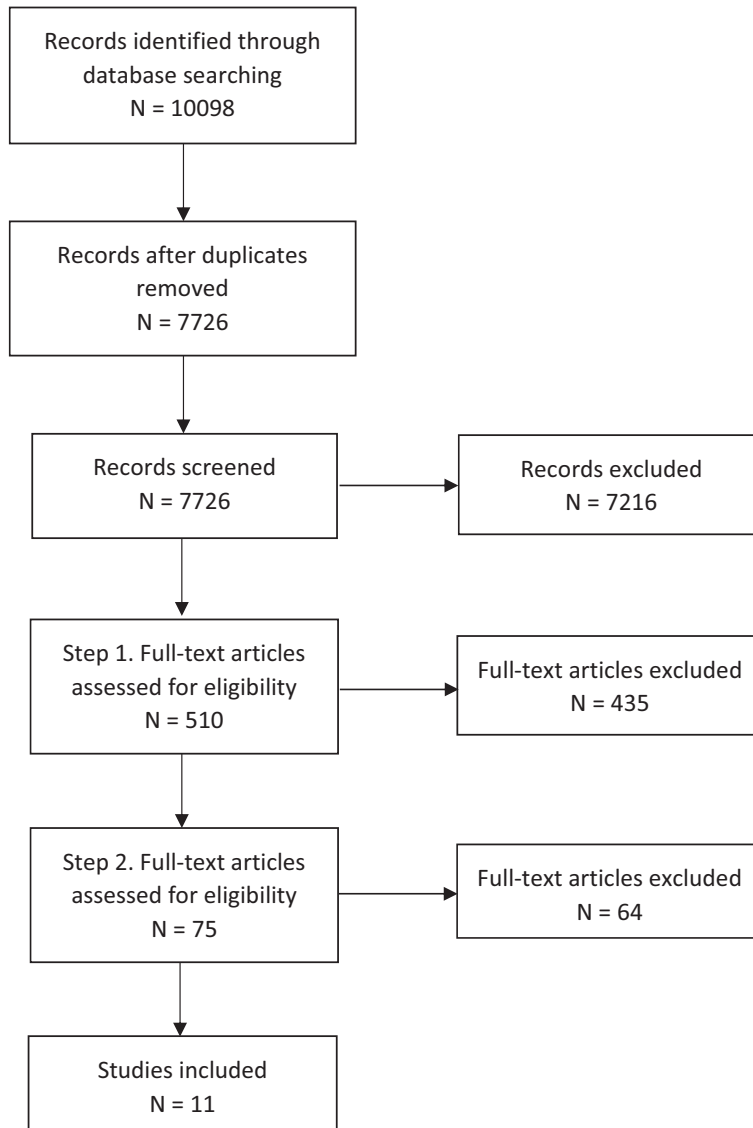 Records identified through
database searching
N = 10098
Records after duplicates
removed
N = 7726
Records screened
N = 7726
Records excluded
N = 7216
Step 1. Full-text articles
assessed for eligibility
N = 510
Full-text articles excluded
N = 435
Step 2. Full-text articles
assessed for eligibility
N = 75
Full-text articles excluded
N = 64
Studies included
N = 11